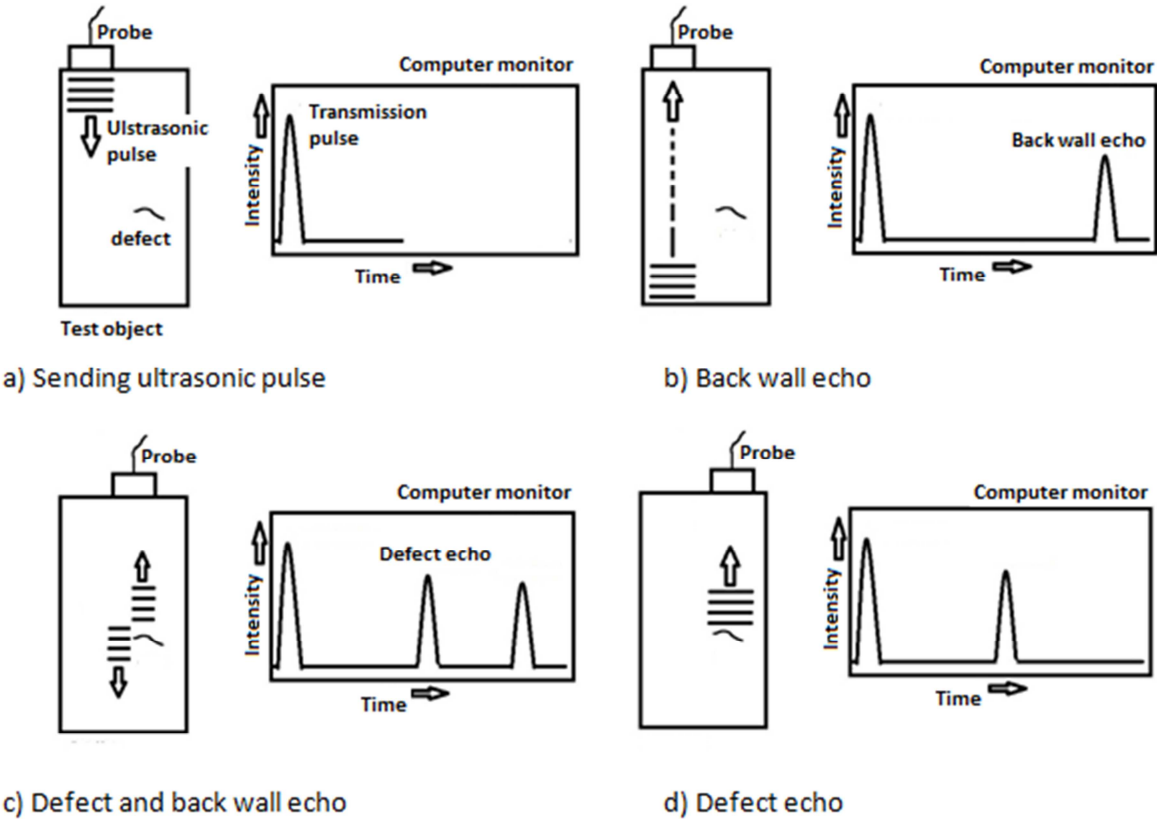 Probe
Computer monitor
Transmission
pulse
Ulstrasonic
pulse
Intensity
defect
Time
Test object
a) Sending ultrasonic pulse
Probe
Computer monitor
Back wall echo
Intensity
Time
b) Back wall echo
Probe
Computer monitor
Defect echo
Intensity
Time
c) Defect and back wall echo
Probe
Computer monitor
Intensity
Time
d) Defect echo